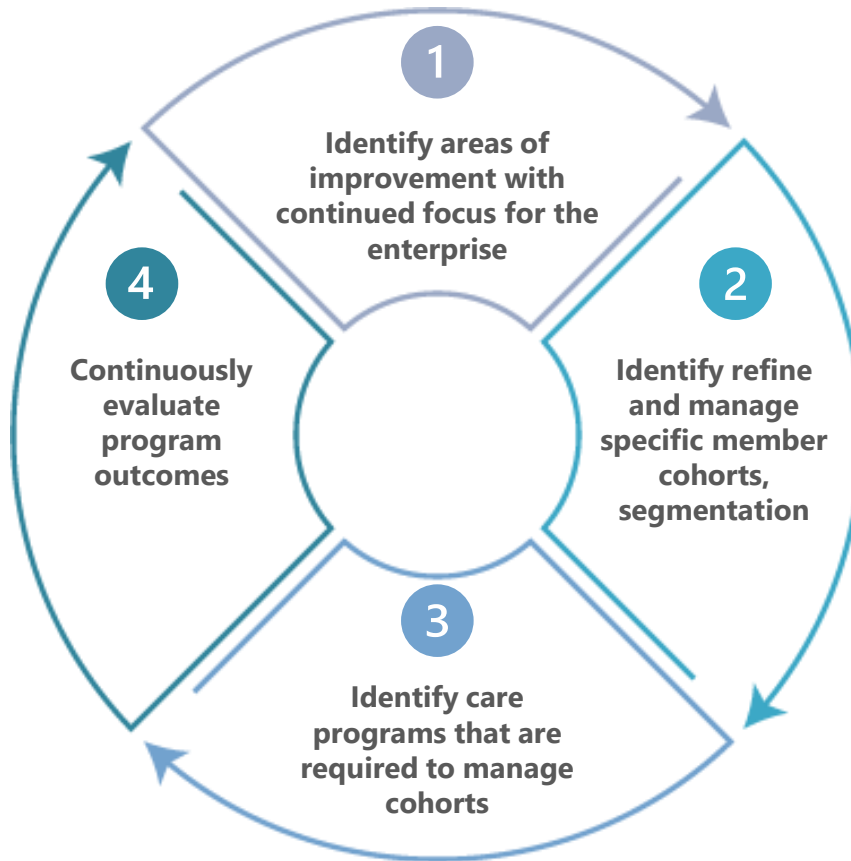 1
Identify areas of
improvement with
continued focus for the
enterprise
2
Identify refine
and manage
specific member
cohorts,
segmentation
3
Identify care
programs that are
required to manage
cohorts
4
Continuously
evaluate
program
outcomes